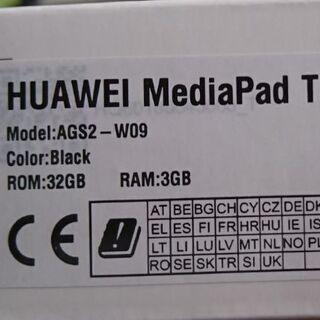 HUAWEI MediaPad T
Model:AGS2-W09
Color:Black
ROM:32GB RAM:3GB
CE
AT BE BG CH CY CZ DE DK
EL ES FI FR HR HU IE IS
LT LI LU LV MT NL NO PL
RO SE SK TR SI UK